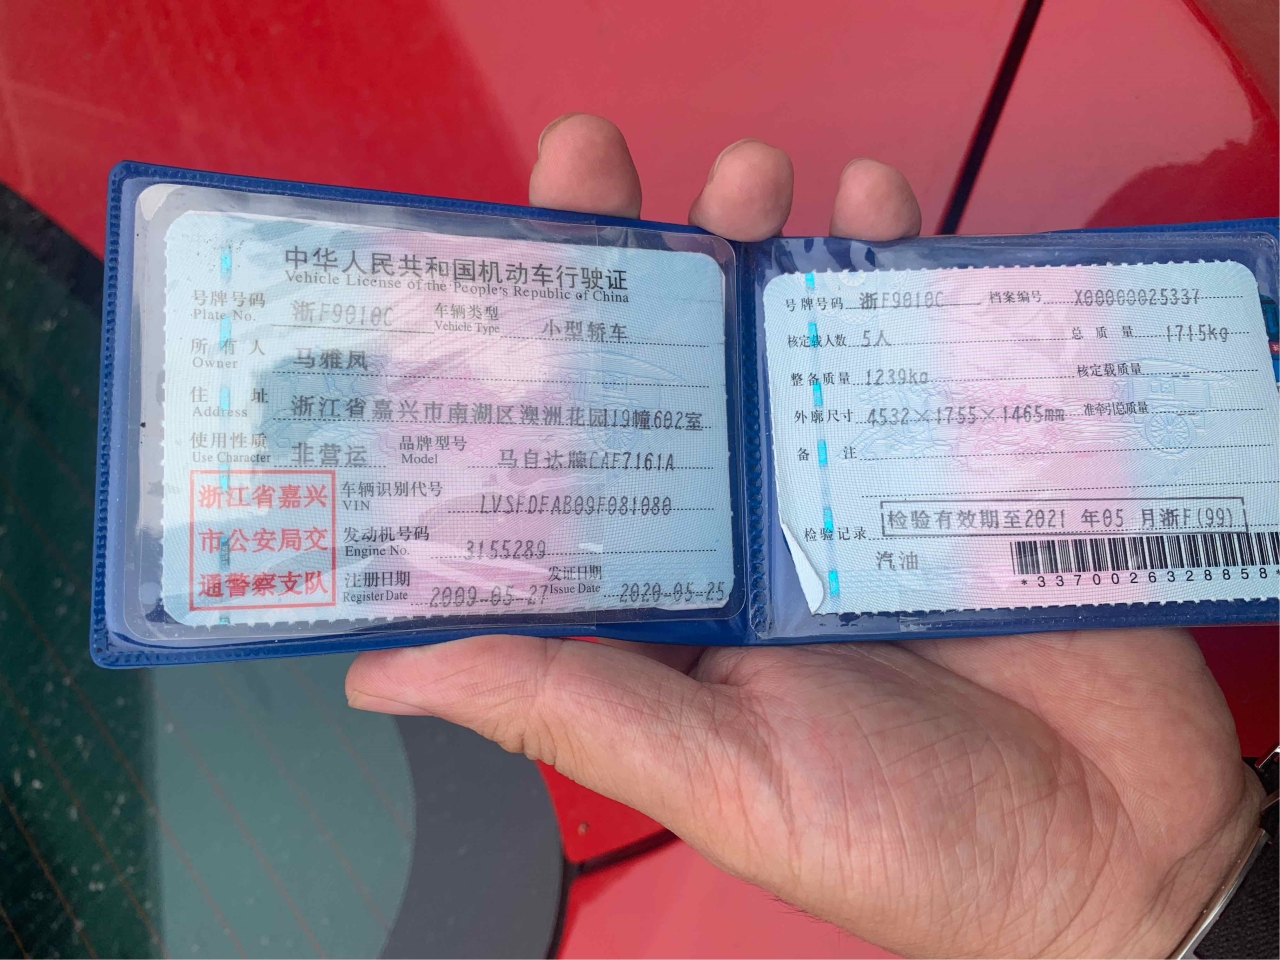 中华人民共和国机动车行驶证
Vehicle License of the People's Republic of China
号牌号码 浙F9010C 车辆类型 小型轿车
Plate No. Vehicle Type
所有人 马雅凤
Owner
住址 浙江省嘉兴市南湖区澳洲花园19幢602室
Address
使用性质 非营运 品牌型号 马自达牌CAF7161A
Use Character Model
浙江省嘉兴
市公安局交
通警察支队
车辆识别代号 LVSFDFAB09F081080
VIN
发动机号码 3155289
Engine No.
注册日期 2009-05-27 发证日期 2020-05-25
Register Date Issue Date
号牌号码 浙F9010C 档案编号 X00000025337
核定载人数 5人 总质量 1715kg
整备质量 1239kg 核定载质量 --
外廓尺寸 4532×1755×1465mm 准牵引总质量 --
备注
检验记录 检验有效期至2021 年05 月浙F(99)
汽油
*3370026328858*